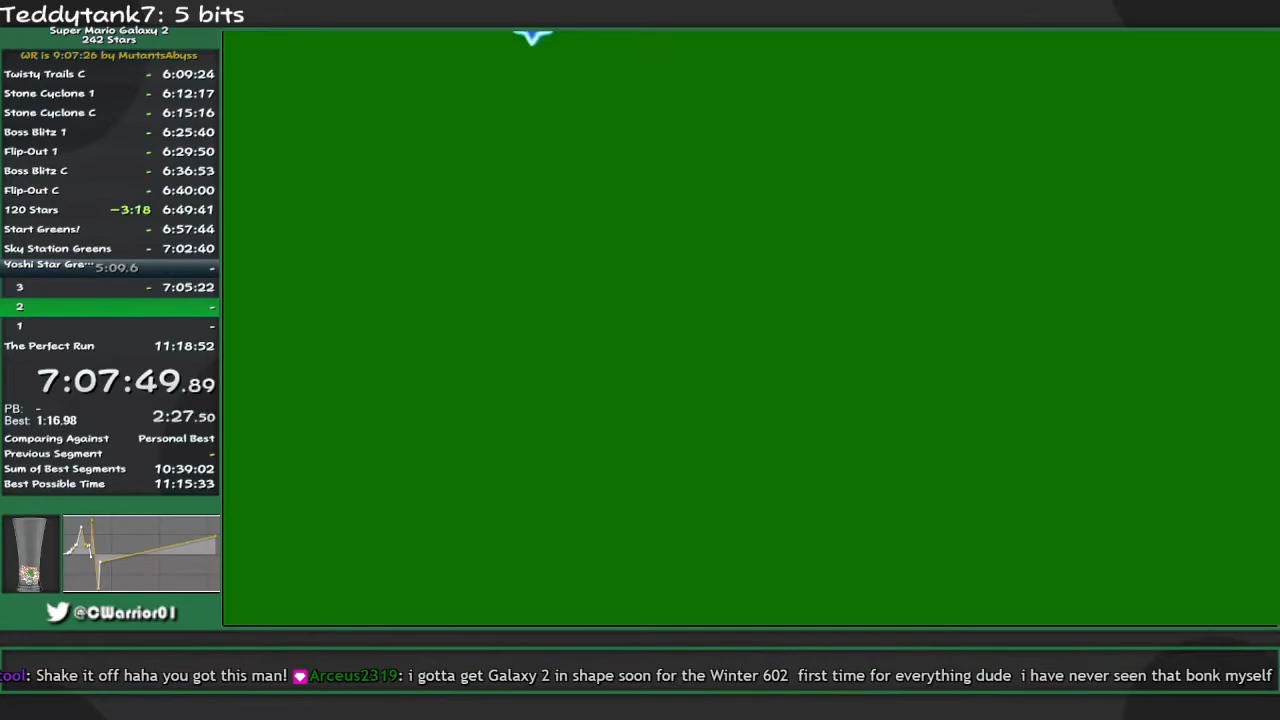 Teddytank7: 5 bits
Super Mario Galaxy 2
242 Stars
WR is 9:07:26 by MutantsAbyss
Twisty Trails C - 6:09:24
Stone Cyclone 1 - 6:12:17
Stone Cyclone C - 6:15:16
Boss Blitz 1 - 6:25:40
Flip-Out 1 - 6:29:50
Boss Blitz C - 6:36:53
Flip-Out C - 6:40:00
120 Stars -3:18 6:49:41
Start Greens! - 6:57:44
Sky Station Greens - 7:02:40
Yoshi Star Gre... 5:09.6 -
3 - 7:05:22
2 -
1 -
The Perfect Run 11:18:52
7:07:49.89
PB: -
Best: 1:16.98 2:27.50
Comparing Against Personal Best
Previous Segment -
Sum of Best Segments 10:39:02
Best Possible Time 11:15:33
@CWarrior01
cool: Shake it off haha you got this man! Arceus2319: i gotta get Galaxy 2 in shape soon for the Winter 602 first time for everything dude i have never seen that bonk myself